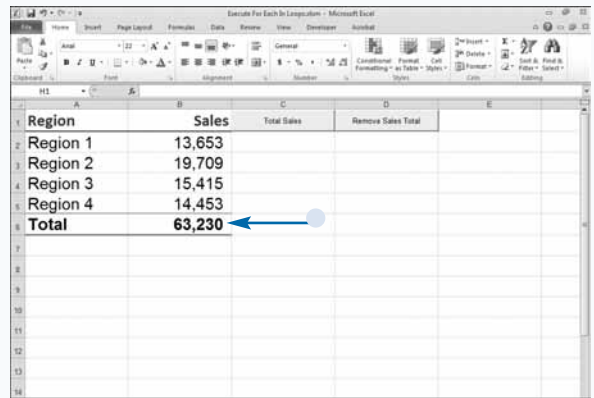 Execute For Each In Loops.xlsm - Microsoft Excel
File Home Insert Page Layout Formulas Data Review View Developer Acrobat
Arial 22 General Insert
Paste Conditional Format Cell Delete Sort & Find &
Formatting as Table Styles Format Filter Select
Clipboard Font Alignment Number Styles Cells Editing
H1 fx
A B C D E
1 Region Sales Total Sales Remove Sales Total
2 Region 1 13,653
3 Region 2 19,709
4 Region 3 15,415
5 Region 4 14,453
6 Total 63,230
7
8
9
10
11
12
13
14